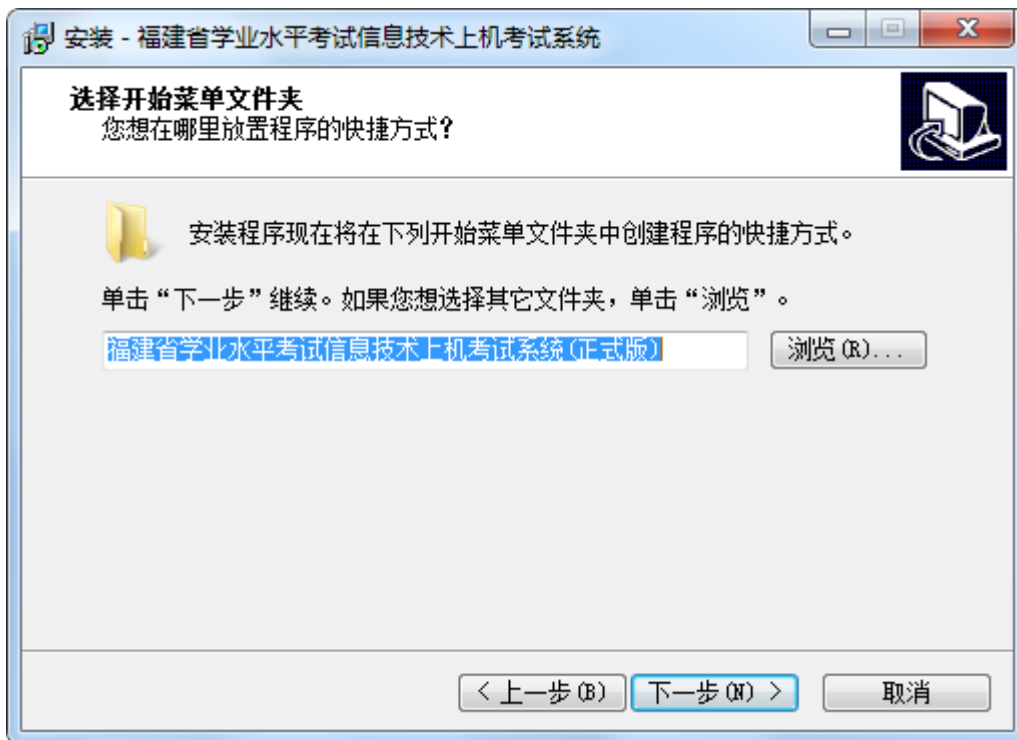 安装 - 福建省学业水平考试信息技术上机考试系统
选择开始菜单文件夹
您想在哪里放置程序的快捷方式?
安装程序现在将在下列开始菜单文件夹中创建程序的快捷方式。
单击“下一步”继续。如果您想选择其它文件夹，单击“浏览”。
福建省学业水平考试信息技术上机考试系统(正式版)
浏览(R)...
< 上一步(B)
下一步(N) >
取消